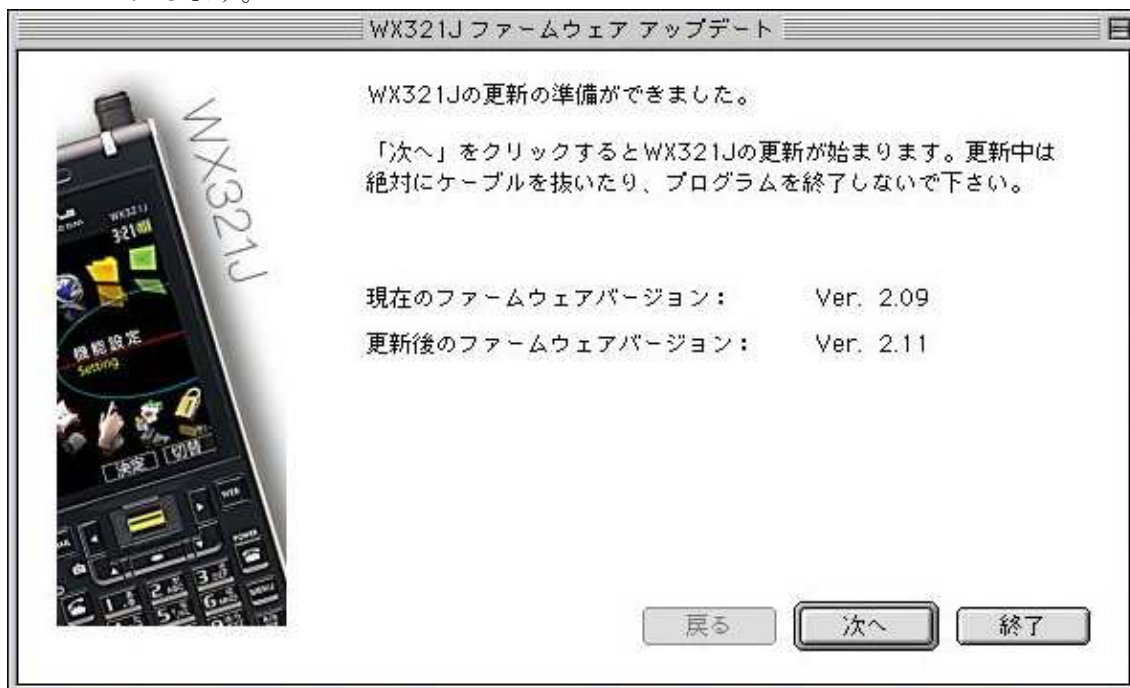 WX321J ファームウェア アップデート
WX321Jの更新の準備ができました。
「次へ」をクリックするとWX321Jの更新が始まります。更新中は
絶対にケーブルを抜いたり、プログラムを終了しないで下さい。
現在のファームウェアバージョン： Ver. 2.09
更新後のファームウェアバージョン： Ver. 2.11
WX321J
WX321J
3:21
機能設定
Setting
決定 切替
WEB
POWER
MENU
戻る 次へ 終了